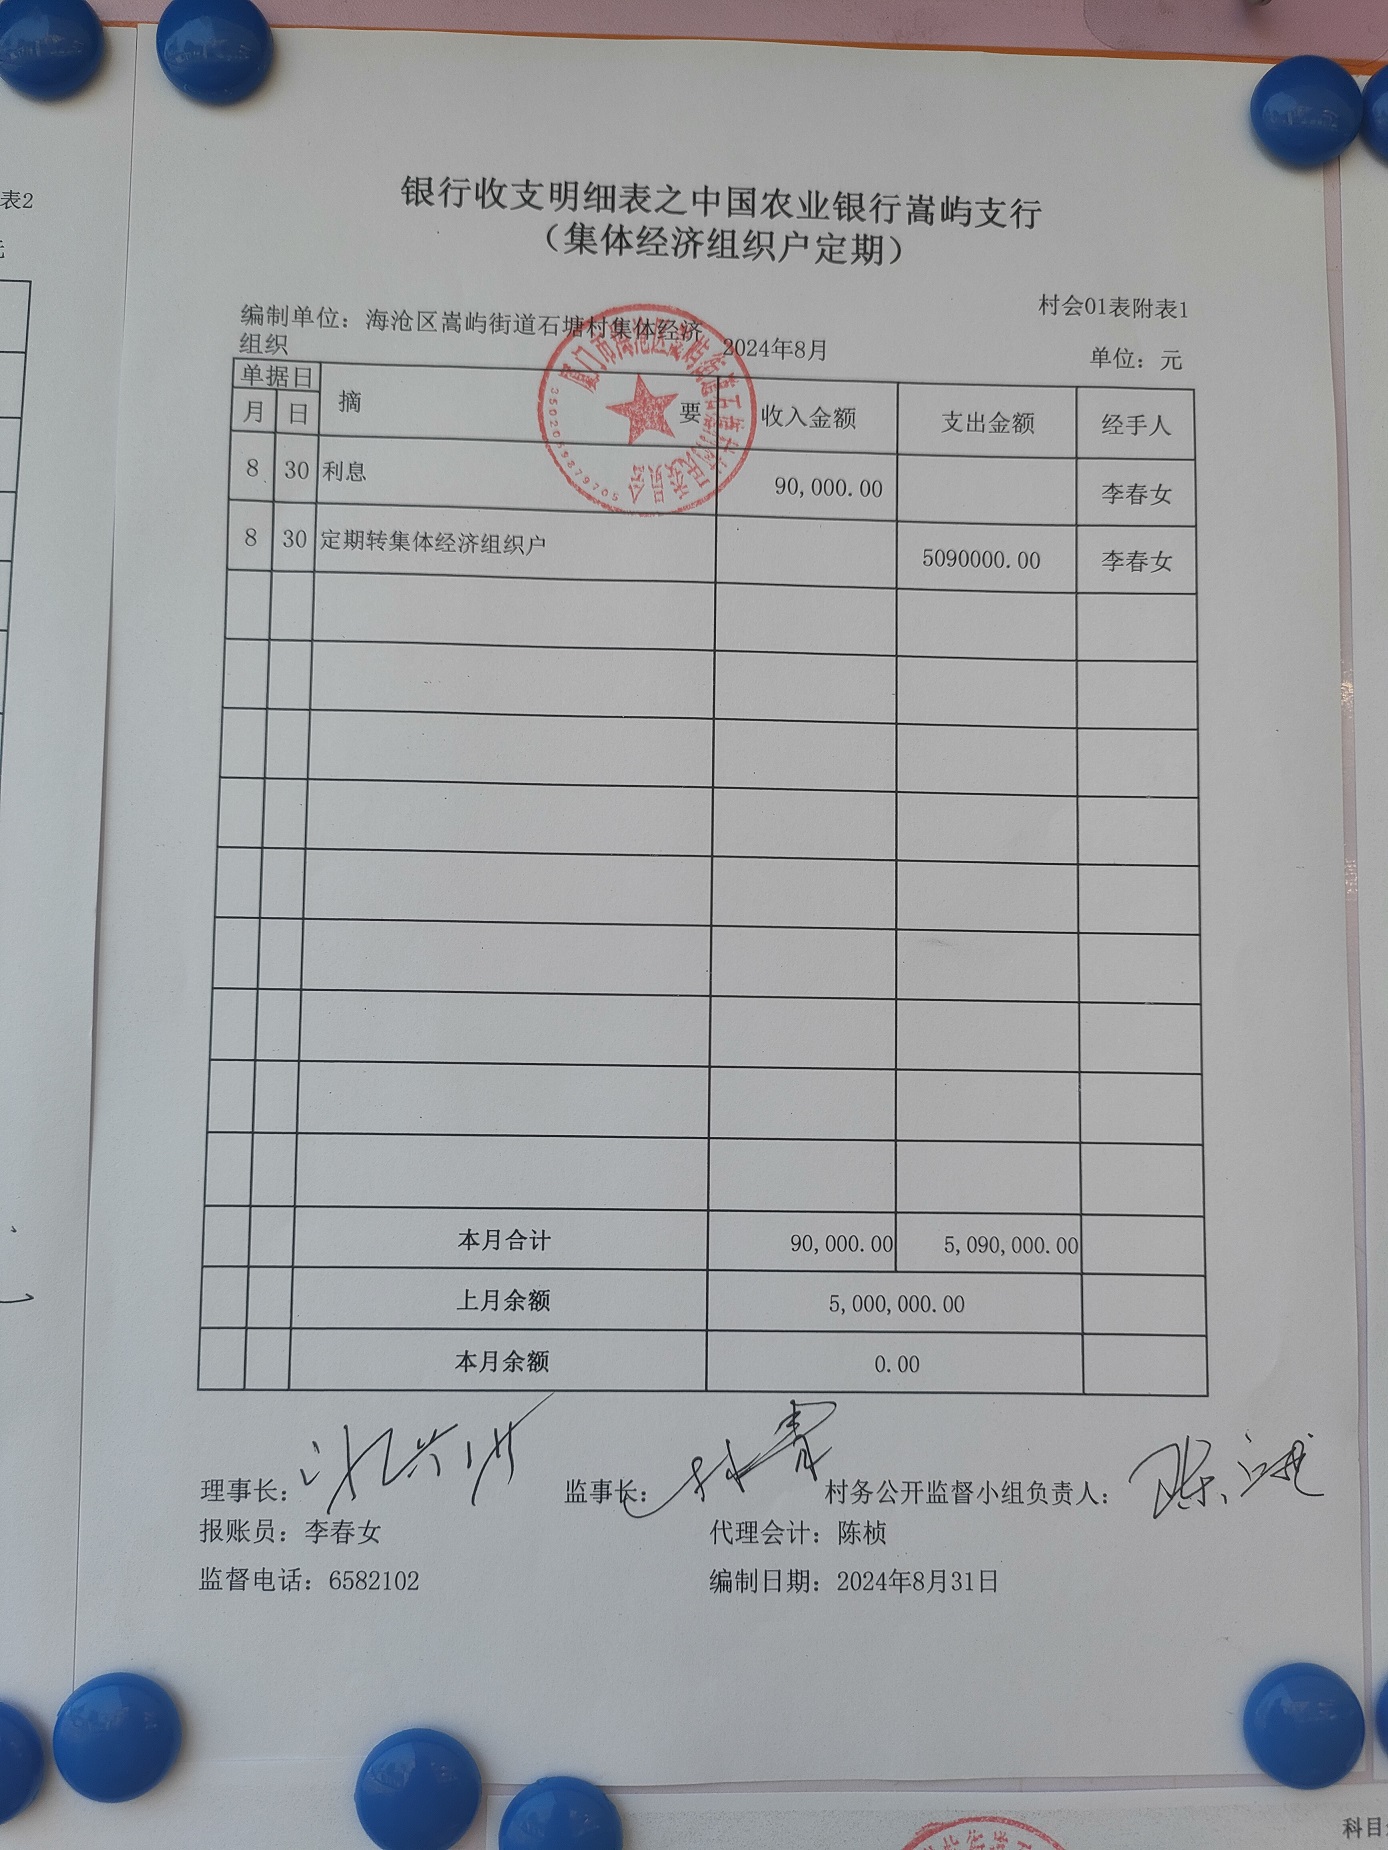 表2
银行收支明细表之中国农业银行嵩屿支行
（集体经济组织户定期）
村会01表附表1
编制单位：海沧区嵩屿街道石塘村集体经济
组织
2024年8月
单位：元
单据日
月 日 摘 要 收入金额 支出金额 经手人
8 30 利息 90,000.00 李春女
8 30 定期转集体经济组织户 5090000.00 李春女
本月合计 90,000.00 5,090,000.00
上月余额 5,000,000.00
本月余额 0.00
理事长： 监事长： 村务公开监督小组负责人：
报账员：李春女 代理会计：陈桢
监督电话：6582102 编制日期：2024年8月31日
科目